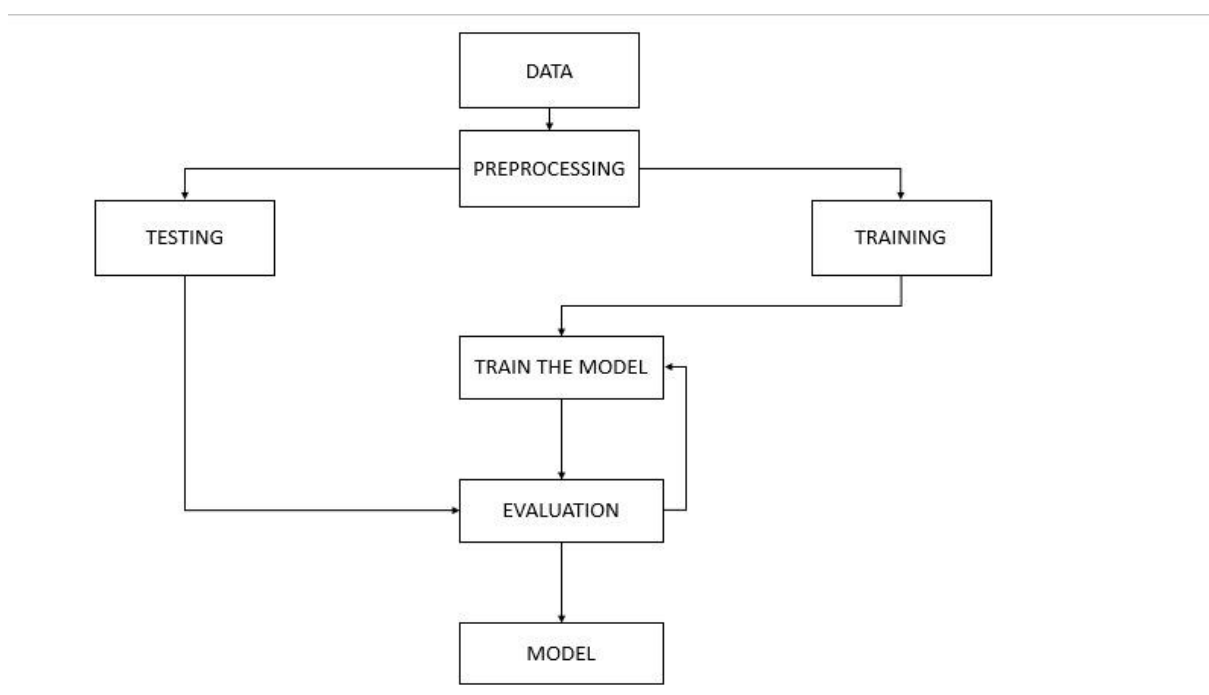 DATA
PREPROCESSING
TESTING
TRAINING
TRAIN THE MODEL
EVALUATION
MODEL